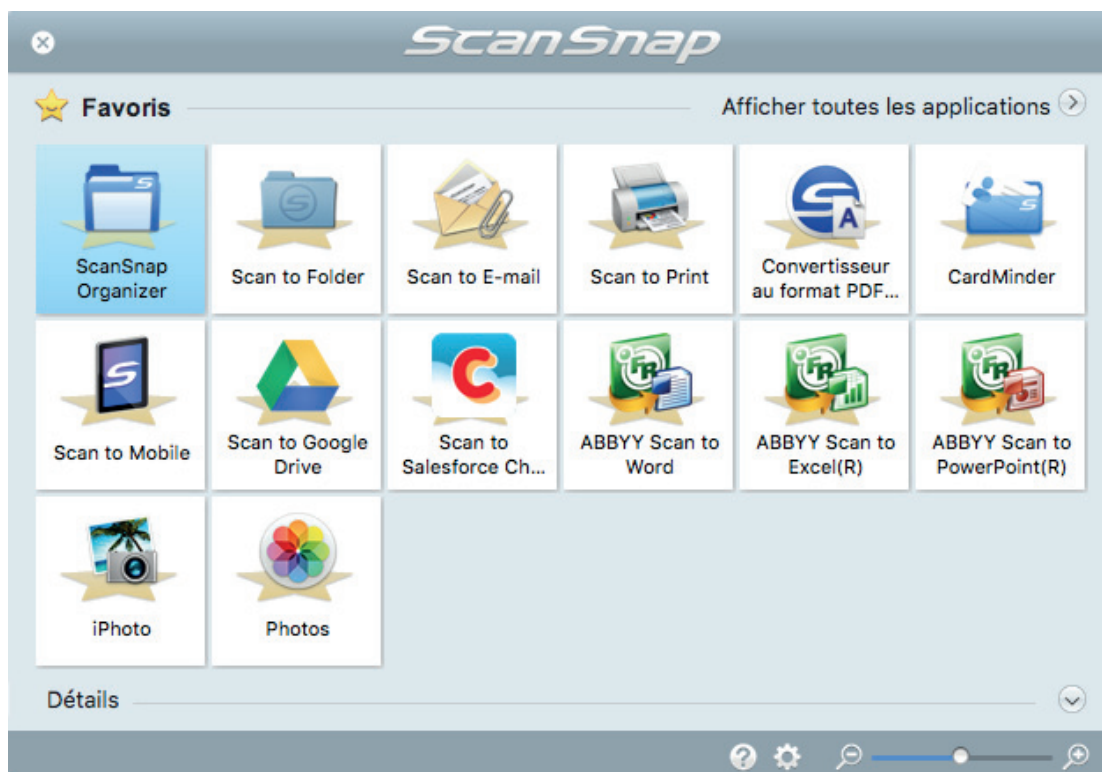 ScanSnap
Favoris
Afficher toutes les applications
ScanSnap
Organizer
Scan to Folder
Scan to E-mail
Scan to Print
Convertisseur
au format PDF...
CardMinder
Scan to Mobile
Scan to Google
Drive
Scan to
Salesforce Ch...
ABBYY Scan to
Word
ABBYY Scan to
Excel(R)
ABBYY Scan to
PowerPoint(R)
iPhoto
Photos
Détails